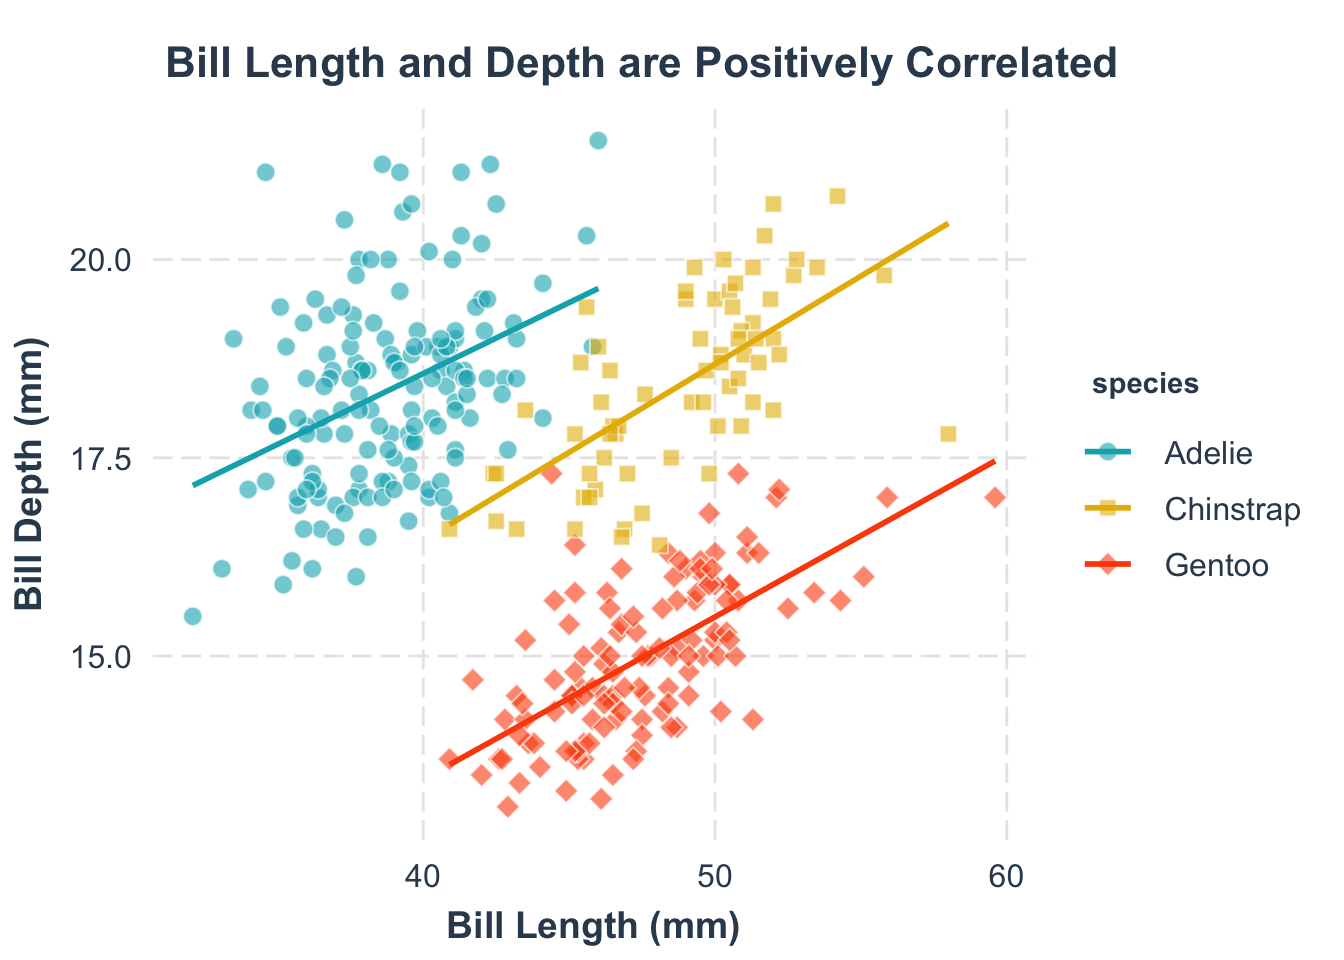 Bill Length and Depth are Positively Correlated
Bill Depth (mm)
20.0
17.5
15.0
40
50
60
Bill Length (mm)
species
Adelie
Chinstrap
Gentoo